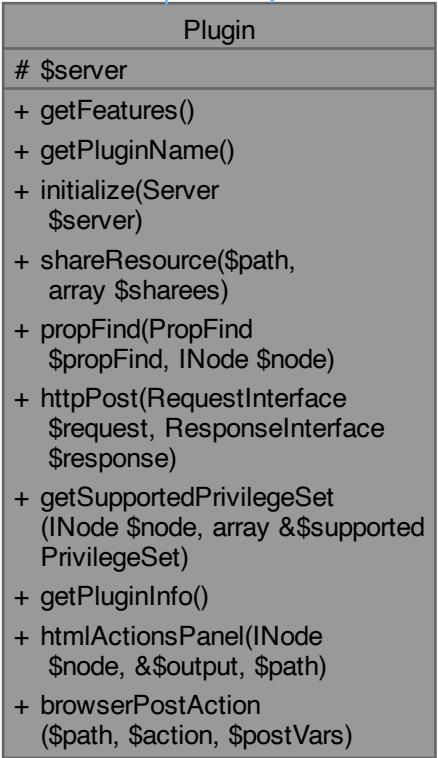 Plugin
# $server
+ getFeatures()
+ getPluginName()
+ initialize(Server
$server)
+ shareResource($path,
array $sharees)
+ propFind(PropFind
$propFind, INode $node)
+ httpPost(RequestInterface
$request, ResponseInterface
$response)
+ getSupportedPrivilegeSet
(INode $node, array &$supported
PrivilegeSet)
+ getPluginInfo()
+ htmlActionsPanel(INode
$node, &$output, $path)
+ browserPostAction
($path, $action, $postVars)